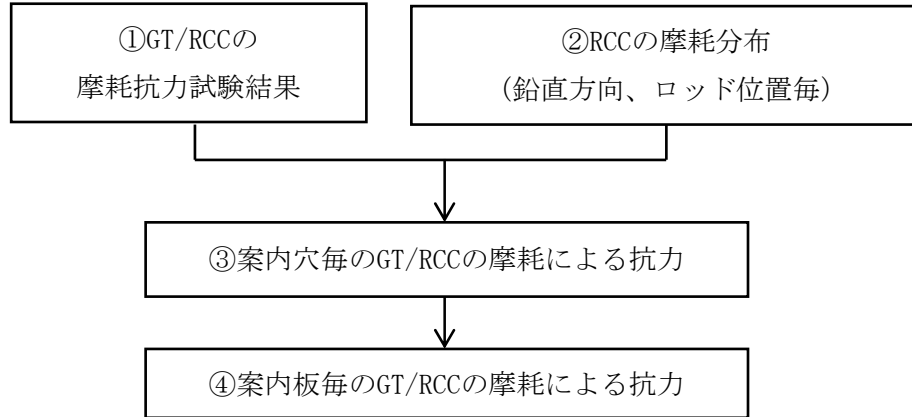 ①GT/RCCの
摩耗抗力試験結果
②RCCの摩耗分布
(鉛直方向、ロッド位置毎)
③案内穴毎のGT/RCCの摩耗による抗力
④案内板毎のGT/RCCの摩耗による抗力